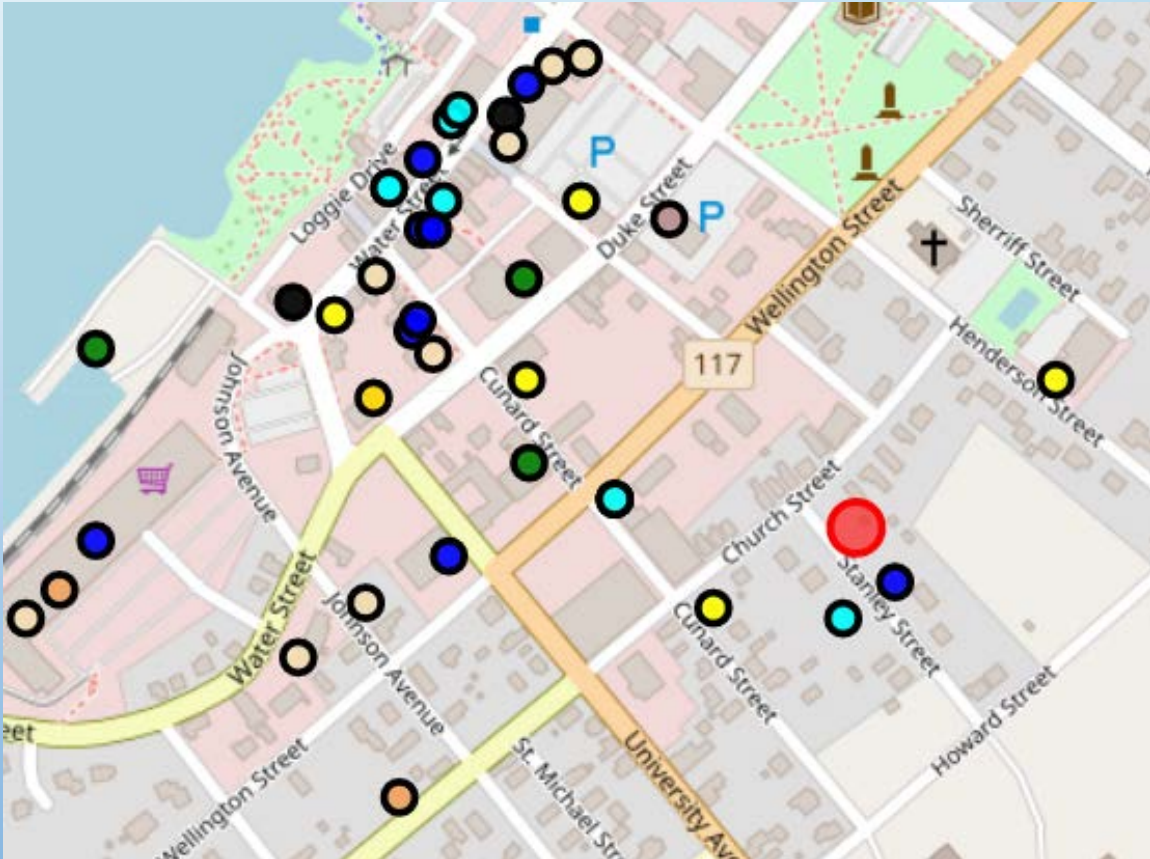 P
Loggie Drive
Water Street
Duke Street
P
Wellington Street
Sherriff Street
117
Henderson Street
Johnson Avenue
Cunard Street
Church Street
Stanley Street
Water Street
Johnson Avenue
Cunard Street
Howard Street
eet
Wellington Street
St. Michael Str
University Av